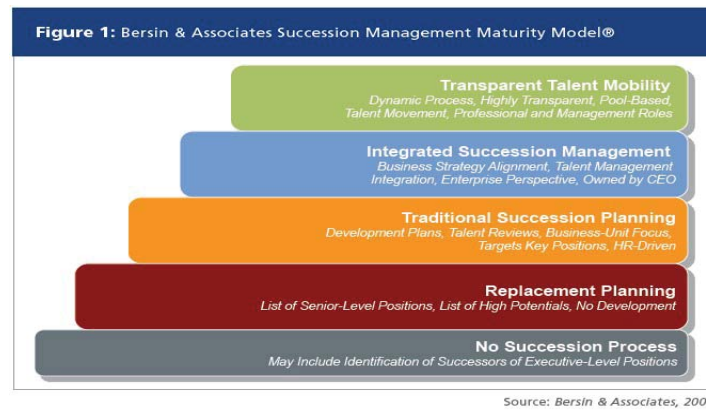 Figure 1: Bersin & Associates Succession Management Maturity Model®
Transparent Talent Mobility
Dynamic Process, Highly Transparent, Pool-Based,
Talent Movement, Professional and Management Roles
Integrated Succession Management
Business Strategy Alignment, Talent Management
Integration, Enterprise Perspective, Owned by CEO
Traditional Succession Planning
Development Plans, Talent Reviews, Business-Unit Focus,
Targets Key Positions, HR-Driven
Replacement Planning
List of Senior-Level Positions, List of High Potentials, No Development
No Succession Process
May Include Identification of Successors of Executive-Level Positions
Source: Bersin & Associates, 200